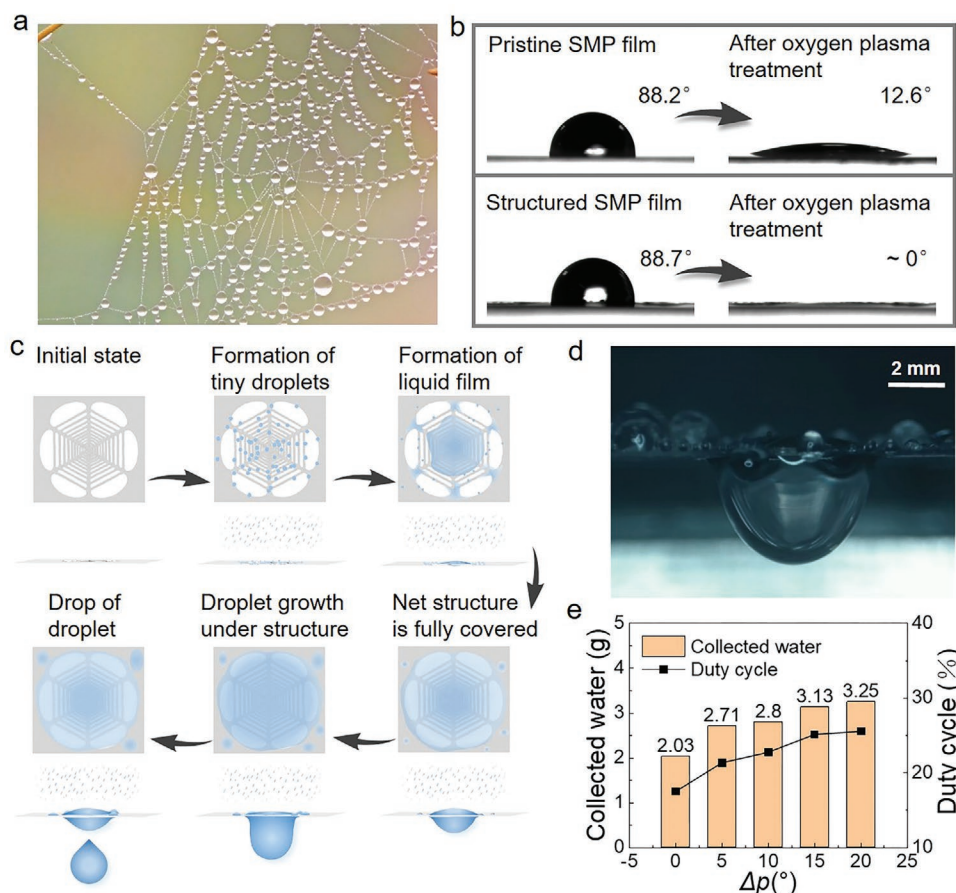 a
b
Pristine SMP film
88.2°
After oxygen plasma
treatment
12.6°
Structured SMP film
88.7°
After oxygen plasma
treatment
~ 0°
c
Initial state
Formation of
tiny droplets
Formation of
liquid film
Drop of
droplet
Droplet growth
under structure
Net structure
is fully covered
d
2 mm
e
Collected water (g)
5
4
3
2
1
0
Collected water
Duty cycle
2.03
2.71
2.8
3.13
3.25
Duty cycle (%)
40
30
20
10
-5
0
5
10
15
20
25
Δp(°)